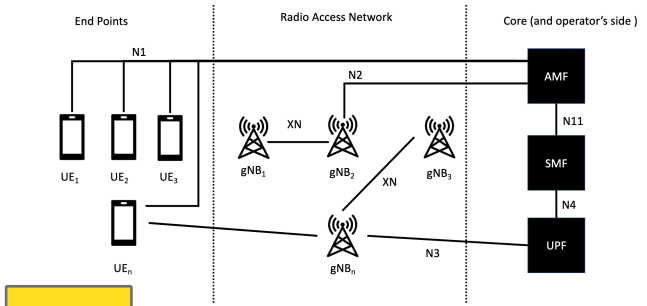 End Points
Radio Access Network
Core (and operator's side )
N1
N2
AMF
N11
XN
UE₁
UE₂
UE₃
gNB₁
gNB₂
gNB₃
SMF
XN
N4
N3
UPF
UEₙ
gNBₙ